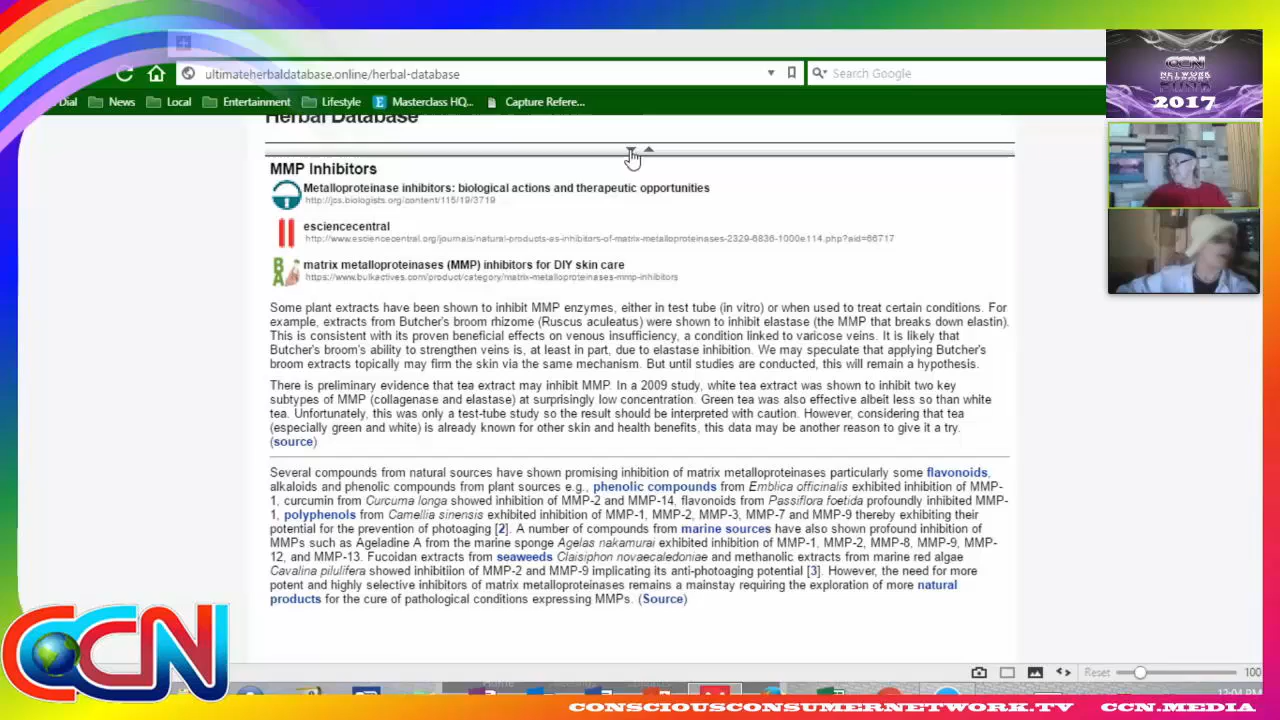 ultimateherbaldatabase.online/herbal-database
Search Google
Dial
News
Local
Entertainment
Lifestyle
Masterclass HQ...
Capture Refere...
CCN
NETWORK
SUPPORT
FUND
2017
Herbal Database
MMP Inhibitors
Metalloproteinase inhibitors: biological actions and therapeutic opportunities
http://jcs.biologists.org/content/115/19/3719
esciencecentral
http://www.esciencecentral.org/journals/natural-products-as-inhibitors-of-matrix-metalloproteinases-2329-6836-1000e114.php?aid=66717
matrix metalloproteinases (MMP) inhibitors for DIY skin care
https://www.bulkactives.com/product/category/matrix-metalloproteinases-mmp-inhibitors
Some plant extracts have been shown to inhibit MMP enzymes, either in test tube (in vitro) or when used to treat certain conditions. For
example, extracts from Butcher's broom rhizome (Ruscus aculeatus) were shown to inhibit elastase (the MMP that breaks down elastin).
This is consistent with its proven beneficial effects on venous insufficiency, a condition linked to varicose veins. It is likely that
Butcher's broom's ability to strengthen veins is, at least in part, due to elastase inhibition. We may speculate that applying Butcher's
broom extracts topically may firm the skin via the same mechanism. But until studies are conducted, this will remain a hypothesis.
There is preliminary evidence that tea extract may inhibit MMP. In a 2009 study, white tea extract was shown to inhibit two key
subtypes of MMP (collagenase and elastase) at surprisingly low concentration. Green tea was also effective albeit less so than white
tea. Unfortunately, this was only a test-tube study so the result should be interpreted with caution. However, considering that tea
(especially green and white) is already known for other skin and health benefits, this data may be another reason to give it a try.
(source)
Several compounds from natural sources have shown promising inhibition of matrix metalloproteinases particularly some flavonoids,
alkaloids and phenolic compounds from plant sources e.g., phenolic compounds from Emblica officinalis exhibited inhibition of MMP-
1, curcumin from Curcuma longa showed inhibition of MMP-2 and MMP-14, flavonoids from Passiflora foetida profoundly inhibited MMP-
1, polyphenols from Camellia sinensis exhibited inhibition of MMP-1, MMP-2, MMP-3, MMP-7 and MMP-9 thereby exhibiting their
potential for the prevention of photoaging [2]. A number of compounds from marine sources have also shown profound inhibition of
MMPs such as Ageladine A from the marine sponge Agelas nakamurai exhibited inhibition of MMP-1, MMP-2, MMP-8, MMP-9, MMP-
12, and MMP-13. Fucoidan extracts from seaweeds Claisiphon novaecaledoniae and methanolic extracts from marine red algae
Cavalina pilulifera showed inhibitiion of MMP-2 and MMP-9 implicating its anti-photoaging potential [3]. However, the need for more
potent and highly selective inhibitors of matrix metalloproteinases remains a mainstay requiring the exploration of more natural
products for the cure of pathological conditions expressing MMPs. (Source)
CCN
Reset
100
12:04 PM
CONSCIOUSCONSUMERNETWORK.TV CCN.MEDIA